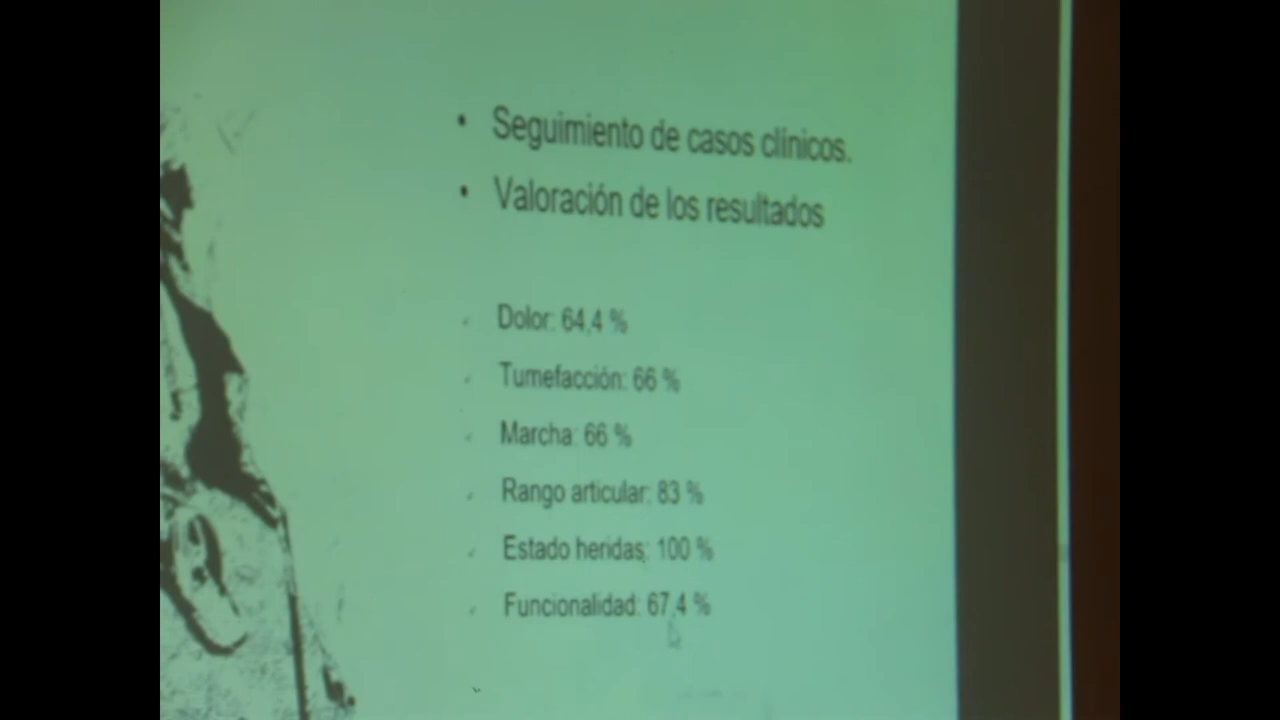 • Seguimiento de casos clínicos.
• Valoración de los resultados
✓ Dolor: 64,4 %
✓ Tumefacción: 66 %
✓ Marcha: 66 %
✓ Rango articular: 83 %
✓ Estado heridas: 100 %
✓ Funcionalidad: 67,4 %